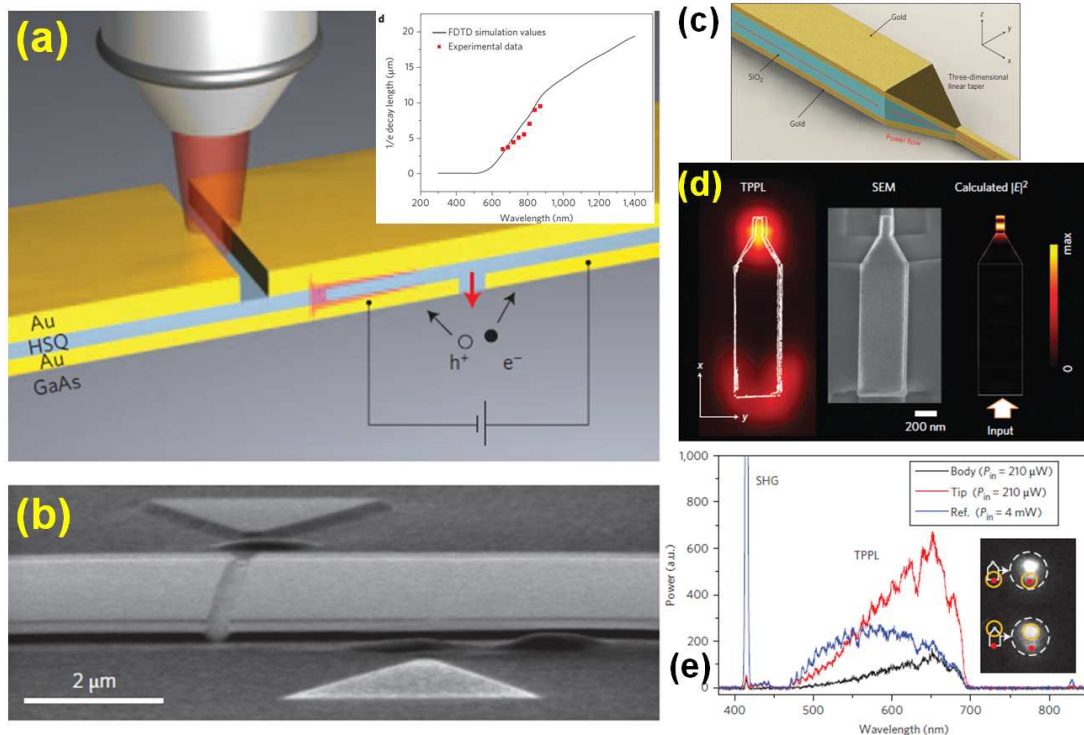 (a)
d
FDTD simulation values
Experimental data
1/e decay length (μm)
20
15
10
5
0
200 400 600 800 1,000 1,200 1,400
Wavelength (nm)
Au
HSQ
Au
GaAs
h+
e−
(b)
2 μm
(c)
Gold
z
y
x
SiO2
Three-dimensional
linear taper
Gold
Power flow
(d)
TPPL
SEM
Calculated |E|2
max
0
x
y
200 nm
Input
(e)
1,000
800
600
400
200
0
Power (a.u.)
SHG
TPPL
Body (Pin = 210 μW)
Tip (Pin = 210 μW)
Ref. (Pin = 4 mW)
400 500 600 700 800
Wavelength (nm)